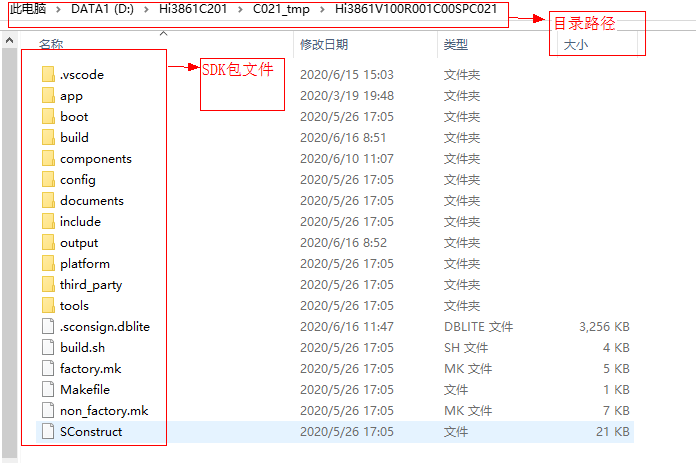 此电脑 > DATA1 (D:) > Hi3861C201 > C021_tmp > Hi3861V100R001C00SPC021
目录路径
名称 修改日期 类型 大小
SDK包文件
.vscode 2020/6/15 15:03 文件夹
app 2020/3/19 19:48 文件夹
boot 2020/5/26 17:05 文件夹
build 2020/6/16 8:51 文件夹
components 2020/6/10 11:07 文件夹
config 2020/5/26 17:05 文件夹
documents 2020/5/26 17:05 文件夹
include 2020/5/26 17:05 文件夹
output 2020/6/16 8:52 文件夹
platform 2020/5/26 17:05 文件夹
third_party 2020/5/26 17:05 文件夹
tools 2020/5/26 17:05 文件夹
.sconsign.dblite 2020/6/16 11:47 DBLITE 文件 3,256 KB
build.sh 2020/5/26 17:05 SH 文件 4 KB
factory.mk 2020/5/26 17:05 MK 文件 5 KB
Makefile 2020/5/26 17:05 文件 1 KB
non_factory.mk 2020/5/26 17:05 MK 文件 7 KB
SConstruct 2020/5/26 17:05 文件 21 KB